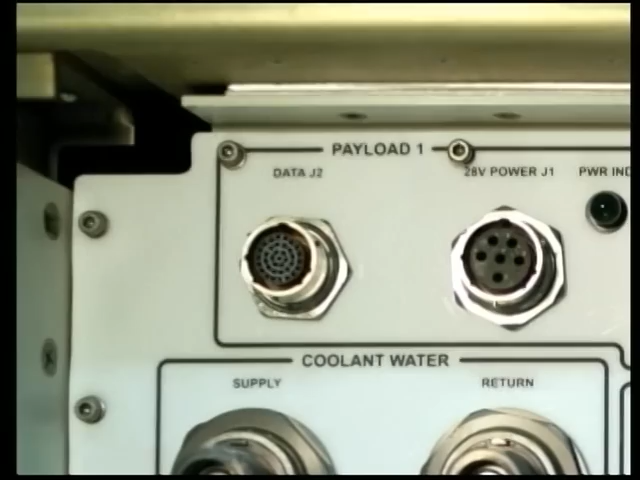 PAYLOAD 1
DATA J2
28V POWER J1
PWR IND
COOLANT WATER
SUPPLY
RETURN